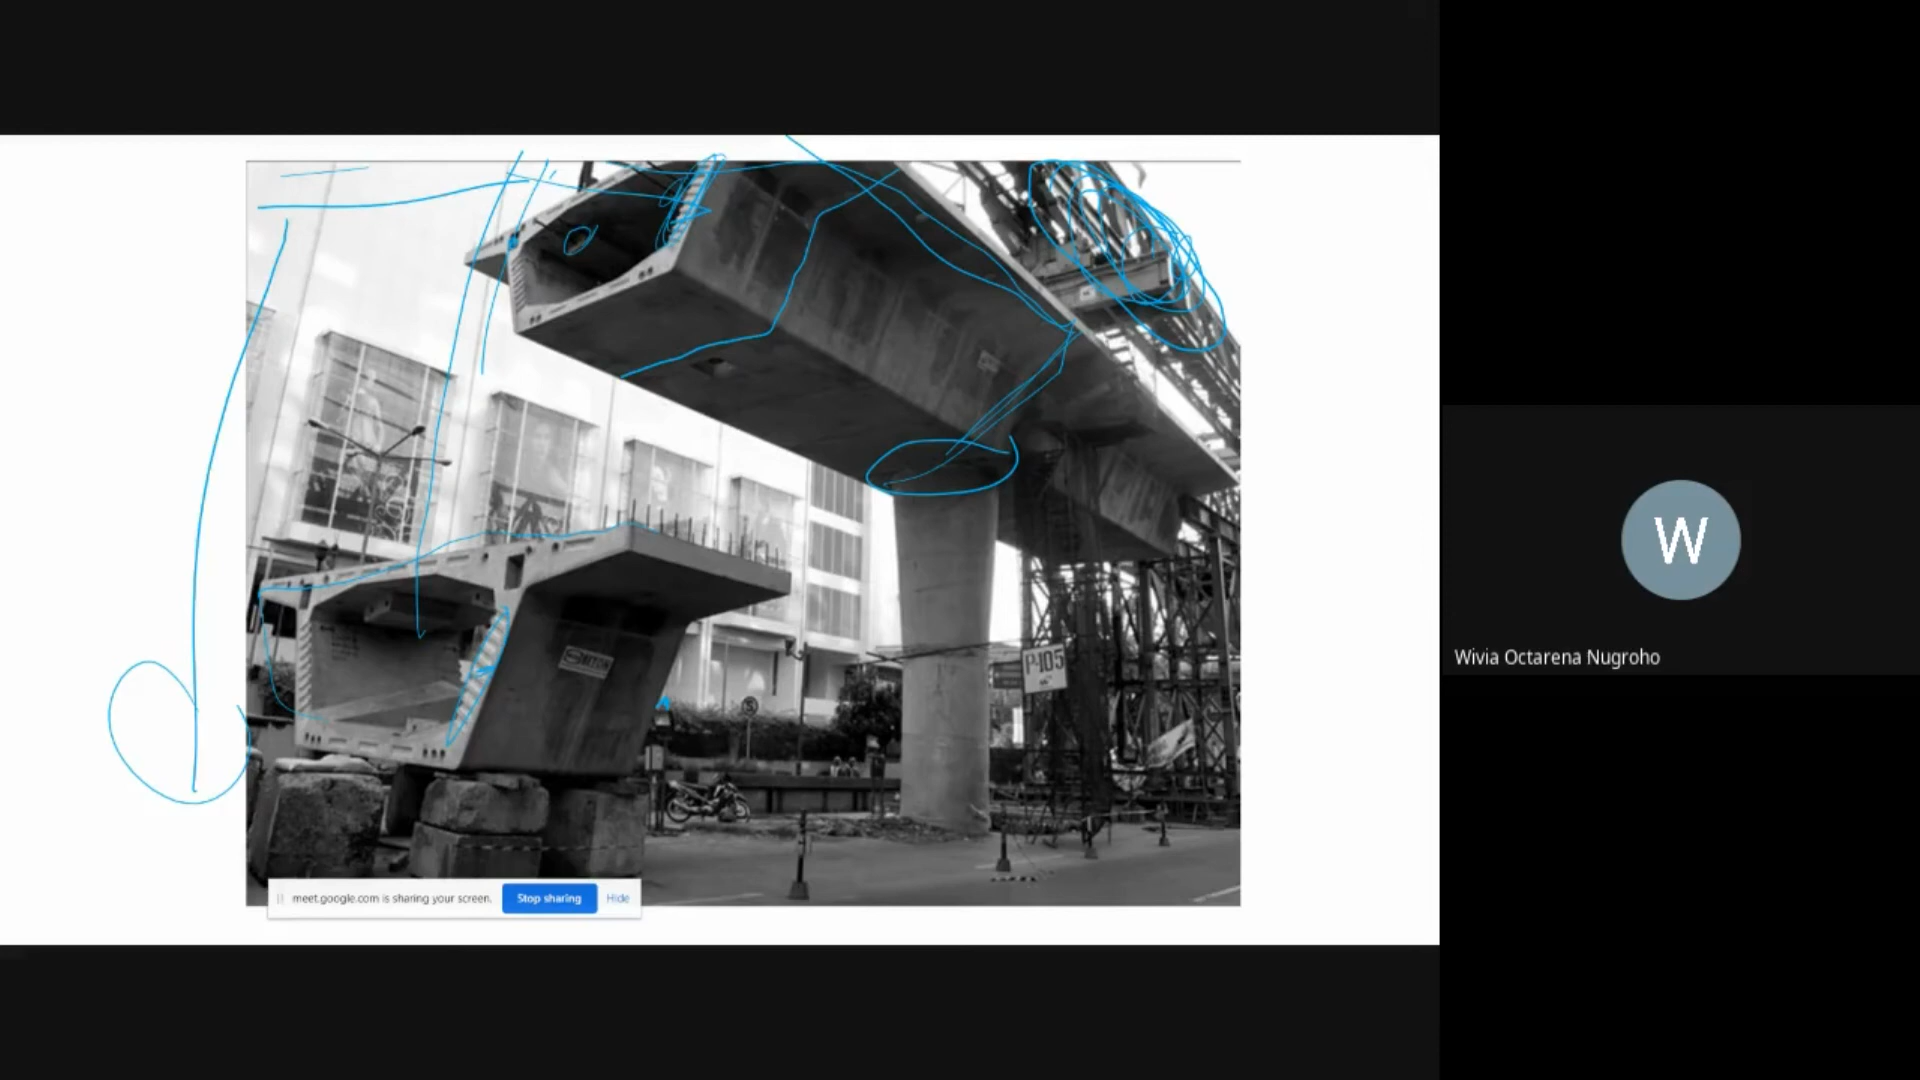 P-105
meet.google.com is sharing your screen.
Stop sharing
Hide
W
Wivia Octarena Nugroho